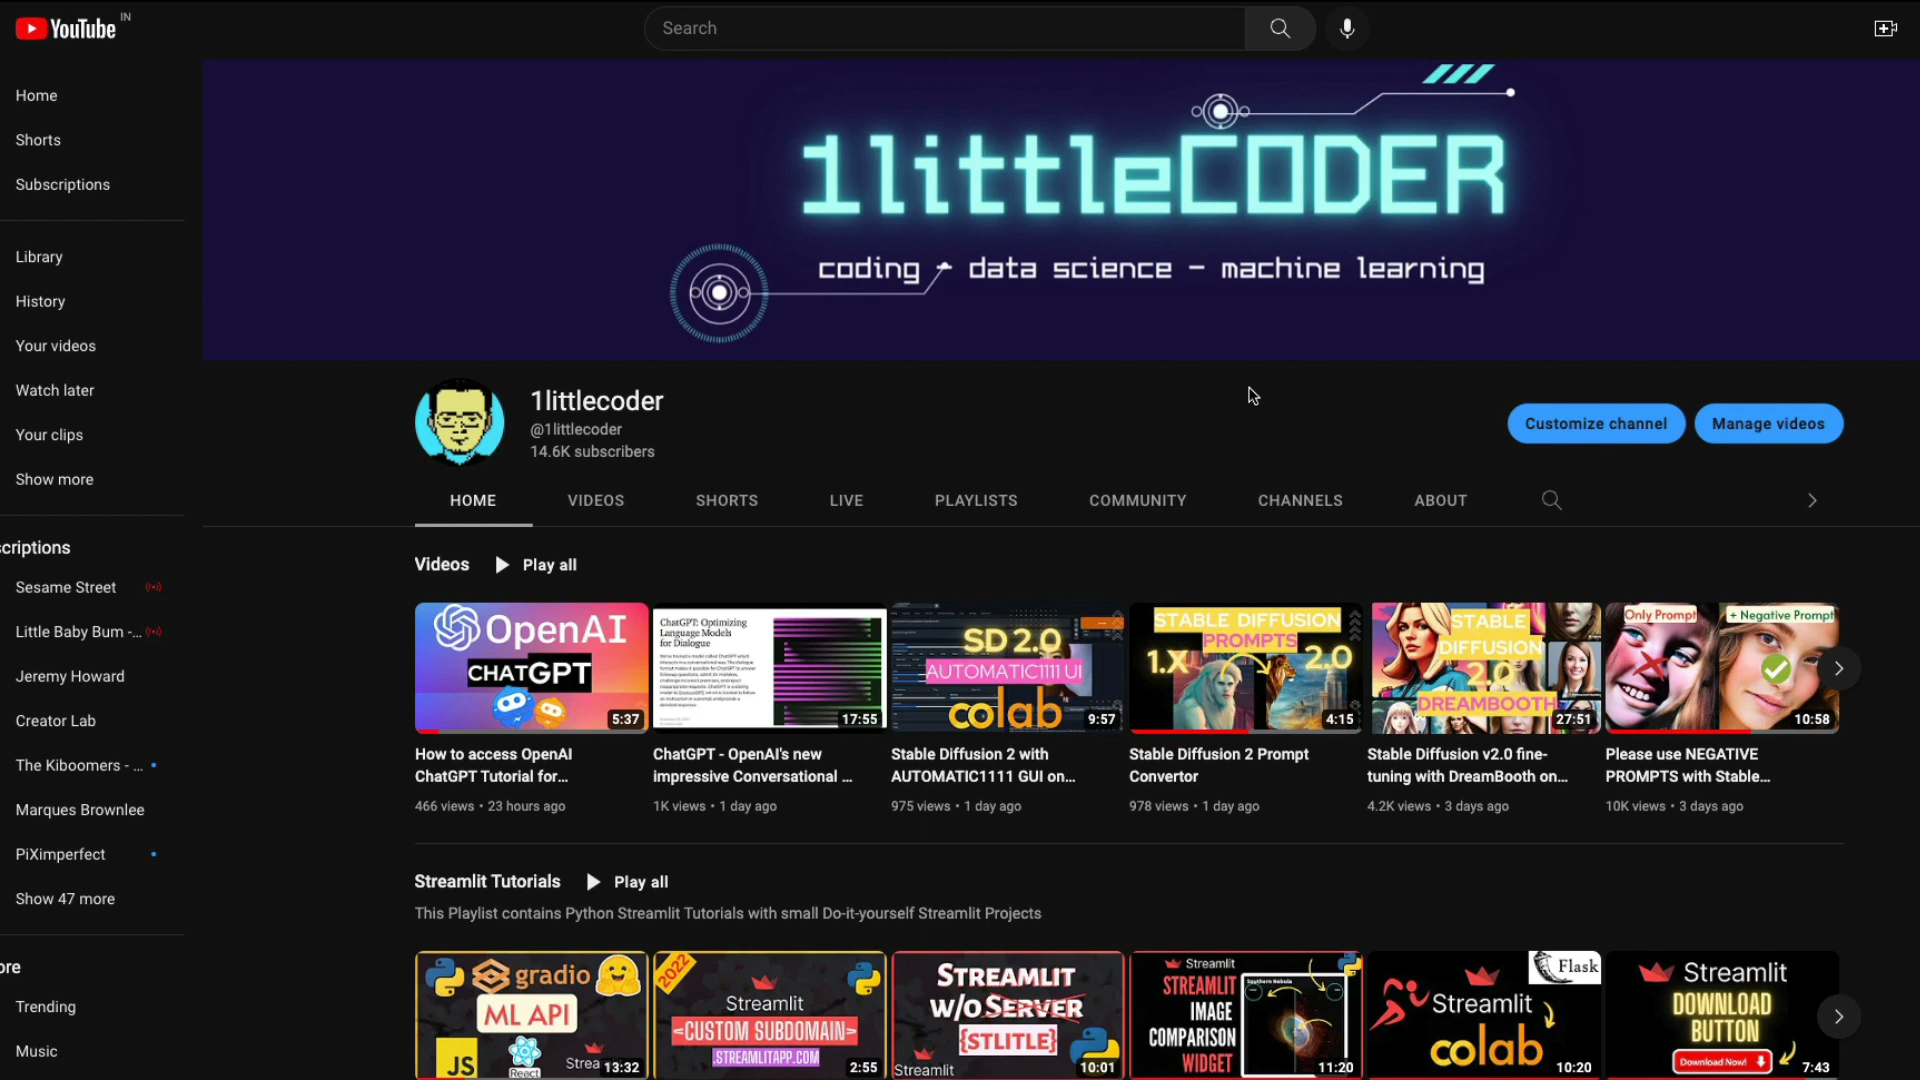 YouTube IN
Search
Home
Shorts
Subscriptions
Library
History
Your videos
Watch later
Your clips
Show more
criptions
Sesame Street
Little Baby Bum -...
Jeremy Howard
Creator Lab
The Kiboomers - ...
Marques Brownlee
PiXimperfect
Show 47 more
ore
Trending
Music
1littleCODER
coding - data science - machine learning
1littlecoder
@1littlecoder
14.6K subscribers
Customize channel
Manage videos
HOME
VIDEOS
SHORTS
LIVE
PLAYLISTS
COMMUNITY
CHANNELS
ABOUT
Videos
Play all
OpenAI
CHATGPT
5:37
How to access OpenAI
ChatGPT Tutorial for...
466 views • 23 hours ago
ChatGPT: Optimizing
Language Models
for Dialogue
17:55
ChatGPT - OpenAI's new
impressive Conversational ...
1K views • 1 day ago
SD 2.0
AUTOMATIC1111 UI
colab
9:57
Stable Diffusion 2 with
AUTOMATIC1111 GUI on...
975 views • 1 day ago
STABLE DIFFUSION
PROMPTS
1.X
2.0
4:15
Stable Diffusion 2 Prompt
Convertor
978 views • 1 day ago
STABLE
DIFFUSION
2.0
DREAMBOOTH
27:51
Stable Diffusion v2.0 fine-
tuning with DreamBooth on...
4.2K views • 3 days ago
Only Prompt
+ Negative Prompt
10:58
Please use NEGATIVE
PROMPTS with Stable...
10K views • 3 days ago
Streamlit Tutorials
Play all
This Playlist contains Python Streamlit Tutorials with small Do-it-yourself Streamlit Projects
gradio
ML API
JS
React
Strea
13:32
2022
Streamlit
<CUSTOM SUBDOMAIN>
.STREAMLITAPP.COM
2:55
STREAMLIT
W/O SERVER
{STLITE}
Streamlit
10:01
Streamlit
STREAMLIT
IMAGE
COMPARISON
WIDGET
Southern Nebula
11:20
Flask
Streamlit
colab
10:20
Streamlit
DOWNLOAD
BUTTON
Download Now!
7:43